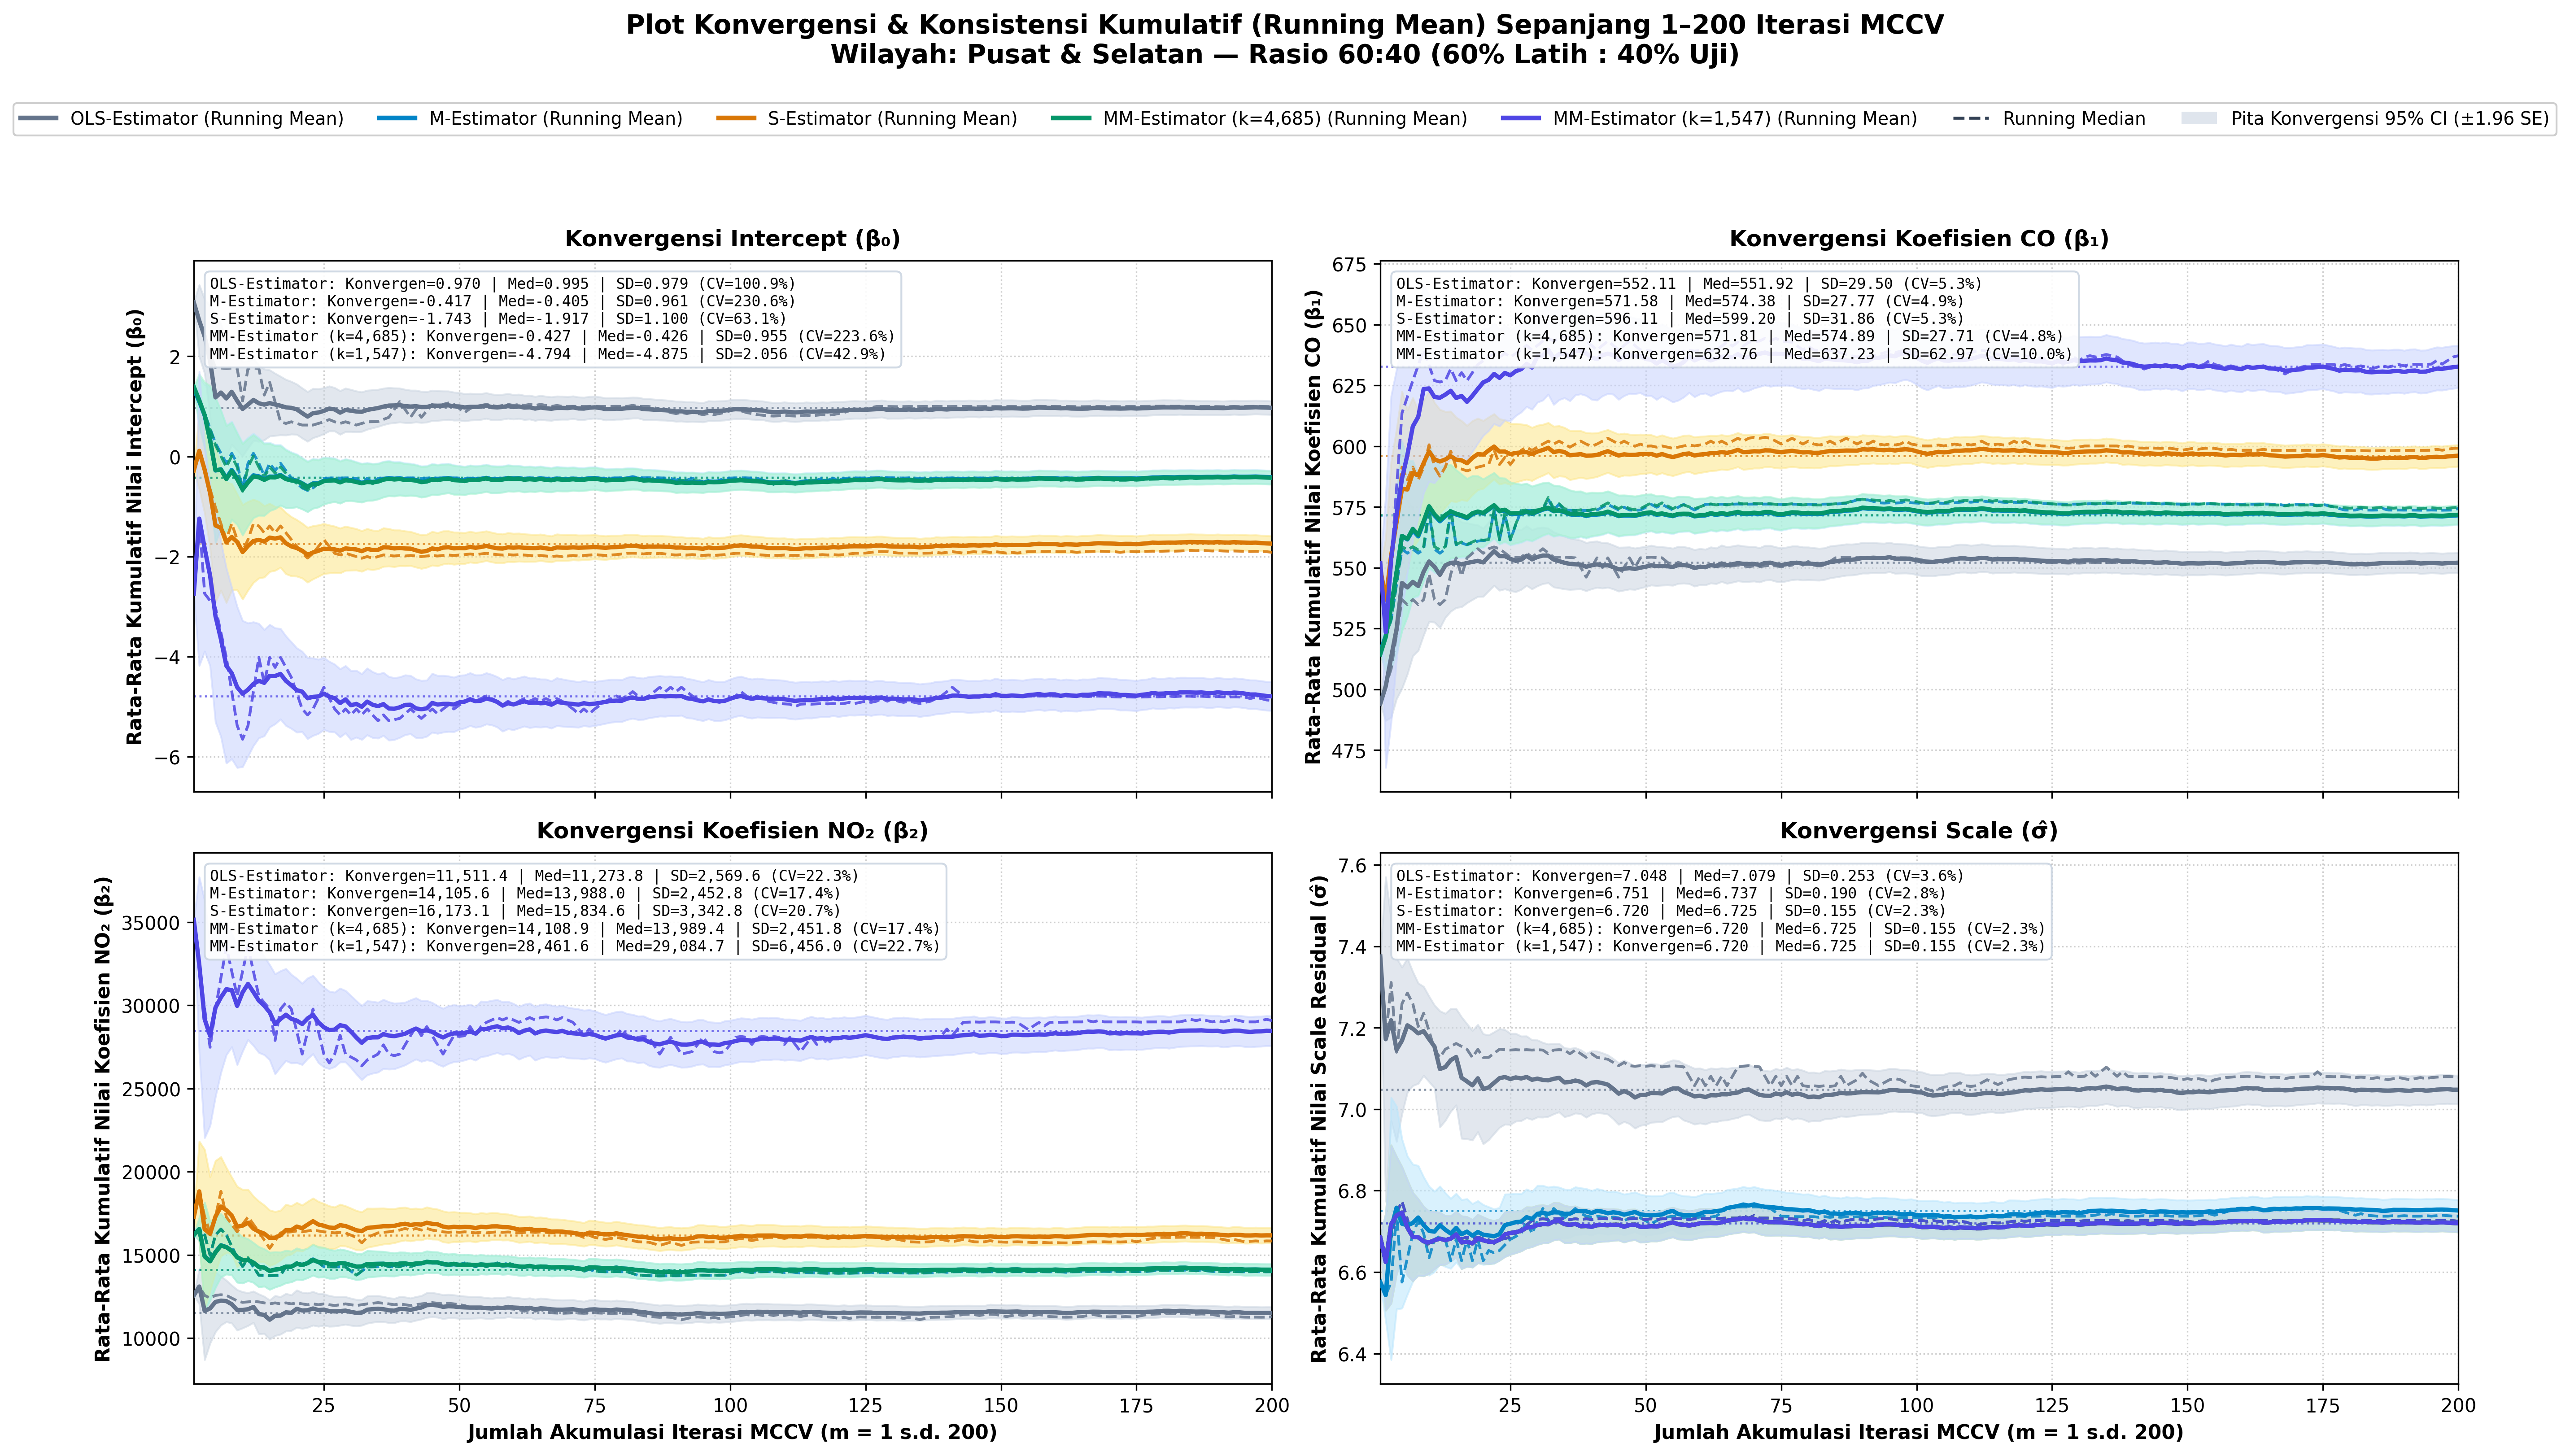 Plot Konvergensi & Konsistensi Kumulatif (Running Mean) Sepanjang 1–200 Iterasi MCCV
Wilayah: Pusat & Selatan — Rasio 60:40 (60% Latih : 40% Uji)
OLS-Estimator (Running Mean)
M-Estimator (Running Mean)
S-Estimator (Running Mean)
MM-Estimator (k=4,685) (Running Mean)
MM-Estimator (k=1,547) (Running Mean)
Running Median
Pita Konvergensi 95% CI (±1.96 SE)
Konvergensi Intercept (β₀)
OLS-Estimator: Konvergen=0.970 | Med=0.995 | SD=0.979 (CV=100.9%)
M-Estimator: Konvergen=-0.417 | Med=-0.405 | SD=0.961 (CV=230.6%)
S-Estimator: Konvergen=-1.743 | Med=-1.917 | SD=1.100 (CV=63.1%)
MM-Estimator (k=4,685): Konvergen=-0.427 | Med=-0.426 | SD=0.955 (CV=223.6%)
MM-Estimator (k=1,547): Konvergen=-4.794 | Med=-4.875 | SD=2.056 (CV=42.9%)
Rata-Rata Kumulatif Nilai Intercept (β₀)
2
0
−2
−4
−6
Konvergensi Koefisien CO (β₁)
OLS-Estimator: Konvergen=552.11 | Med=551.92 | SD=29.50 (CV=5.3%)
M-Estimator: Konvergen=571.58 | Med=574.38 | SD=27.77 (CV=4.9%)
S-Estimator: Konvergen=596.11 | Med=599.20 | SD=31.86 (CV=5.3%)
MM-Estimator (k=4,685): Konvergen=571.81 | Med=574.89 | SD=27.71 (CV=4.8%)
MM-Estimator (k=1,547): Konvergen=632.76 | Med=637.23 | SD=62.97 (CV=10.0%)
Rata-Rata Kumulatif Nilai Koefisien CO (β₁)
675
650
625
600
575
550
525
500
475
Konvergensi Koefisien NO₂ (β₂)
OLS-Estimator: Konvergen=11,511.4 | Med=11,273.8 | SD=2,569.6 (CV=22.3%)
M-Estimator: Konvergen=14,105.6 | Med=13,988.0 | SD=2,452.8 (CV=17.4%)
S-Estimator: Konvergen=16,173.1 | Med=15,834.6 | SD=3,342.8 (CV=20.7%)
MM-Estimator (k=4,685): Konvergen=14,108.9 | Med=13,989.4 | SD=2,451.8 (CV=17.4%)
MM-Estimator (k=1,547): Konvergen=28,461.6 | Med=29,084.7 | SD=6,456.0 (CV=22.7%)
Rata-Rata Kumulatif Nilai Koefisien NO₂ (β₂)
35000
30000
25000
20000
15000
10000
25 50 75 100 125 150 175 200
Jumlah Akumulasi Iterasi MCCV (m = 1 s.d. 200)
Konvergensi Scale (σ̂)
OLS-Estimator: Konvergen=7.048 | Med=7.079 | SD=0.253 (CV=3.6%)
M-Estimator: Konvergen=6.751 | Med=6.737 | SD=0.190 (CV=2.8%)
S-Estimator: Konvergen=6.720 | Med=6.725 | SD=0.155 (CV=2.3%)
MM-Estimator (k=4,685): Konvergen=6.720 | Med=6.725 | SD=0.155 (CV=2.3%)
MM-Estimator (k=1,547): Konvergen=6.720 | Med=6.725 | SD=0.155 (CV=2.3%)
Rata-Rata Kumulatif Nilai Scale Residual (σ̂)
7.6
7.4
7.2
7.0
6.8
6.6
6.4
25 50 75 100 125 150 175 200
Jumlah Akumulasi Iterasi MCCV (m = 1 s.d. 200)